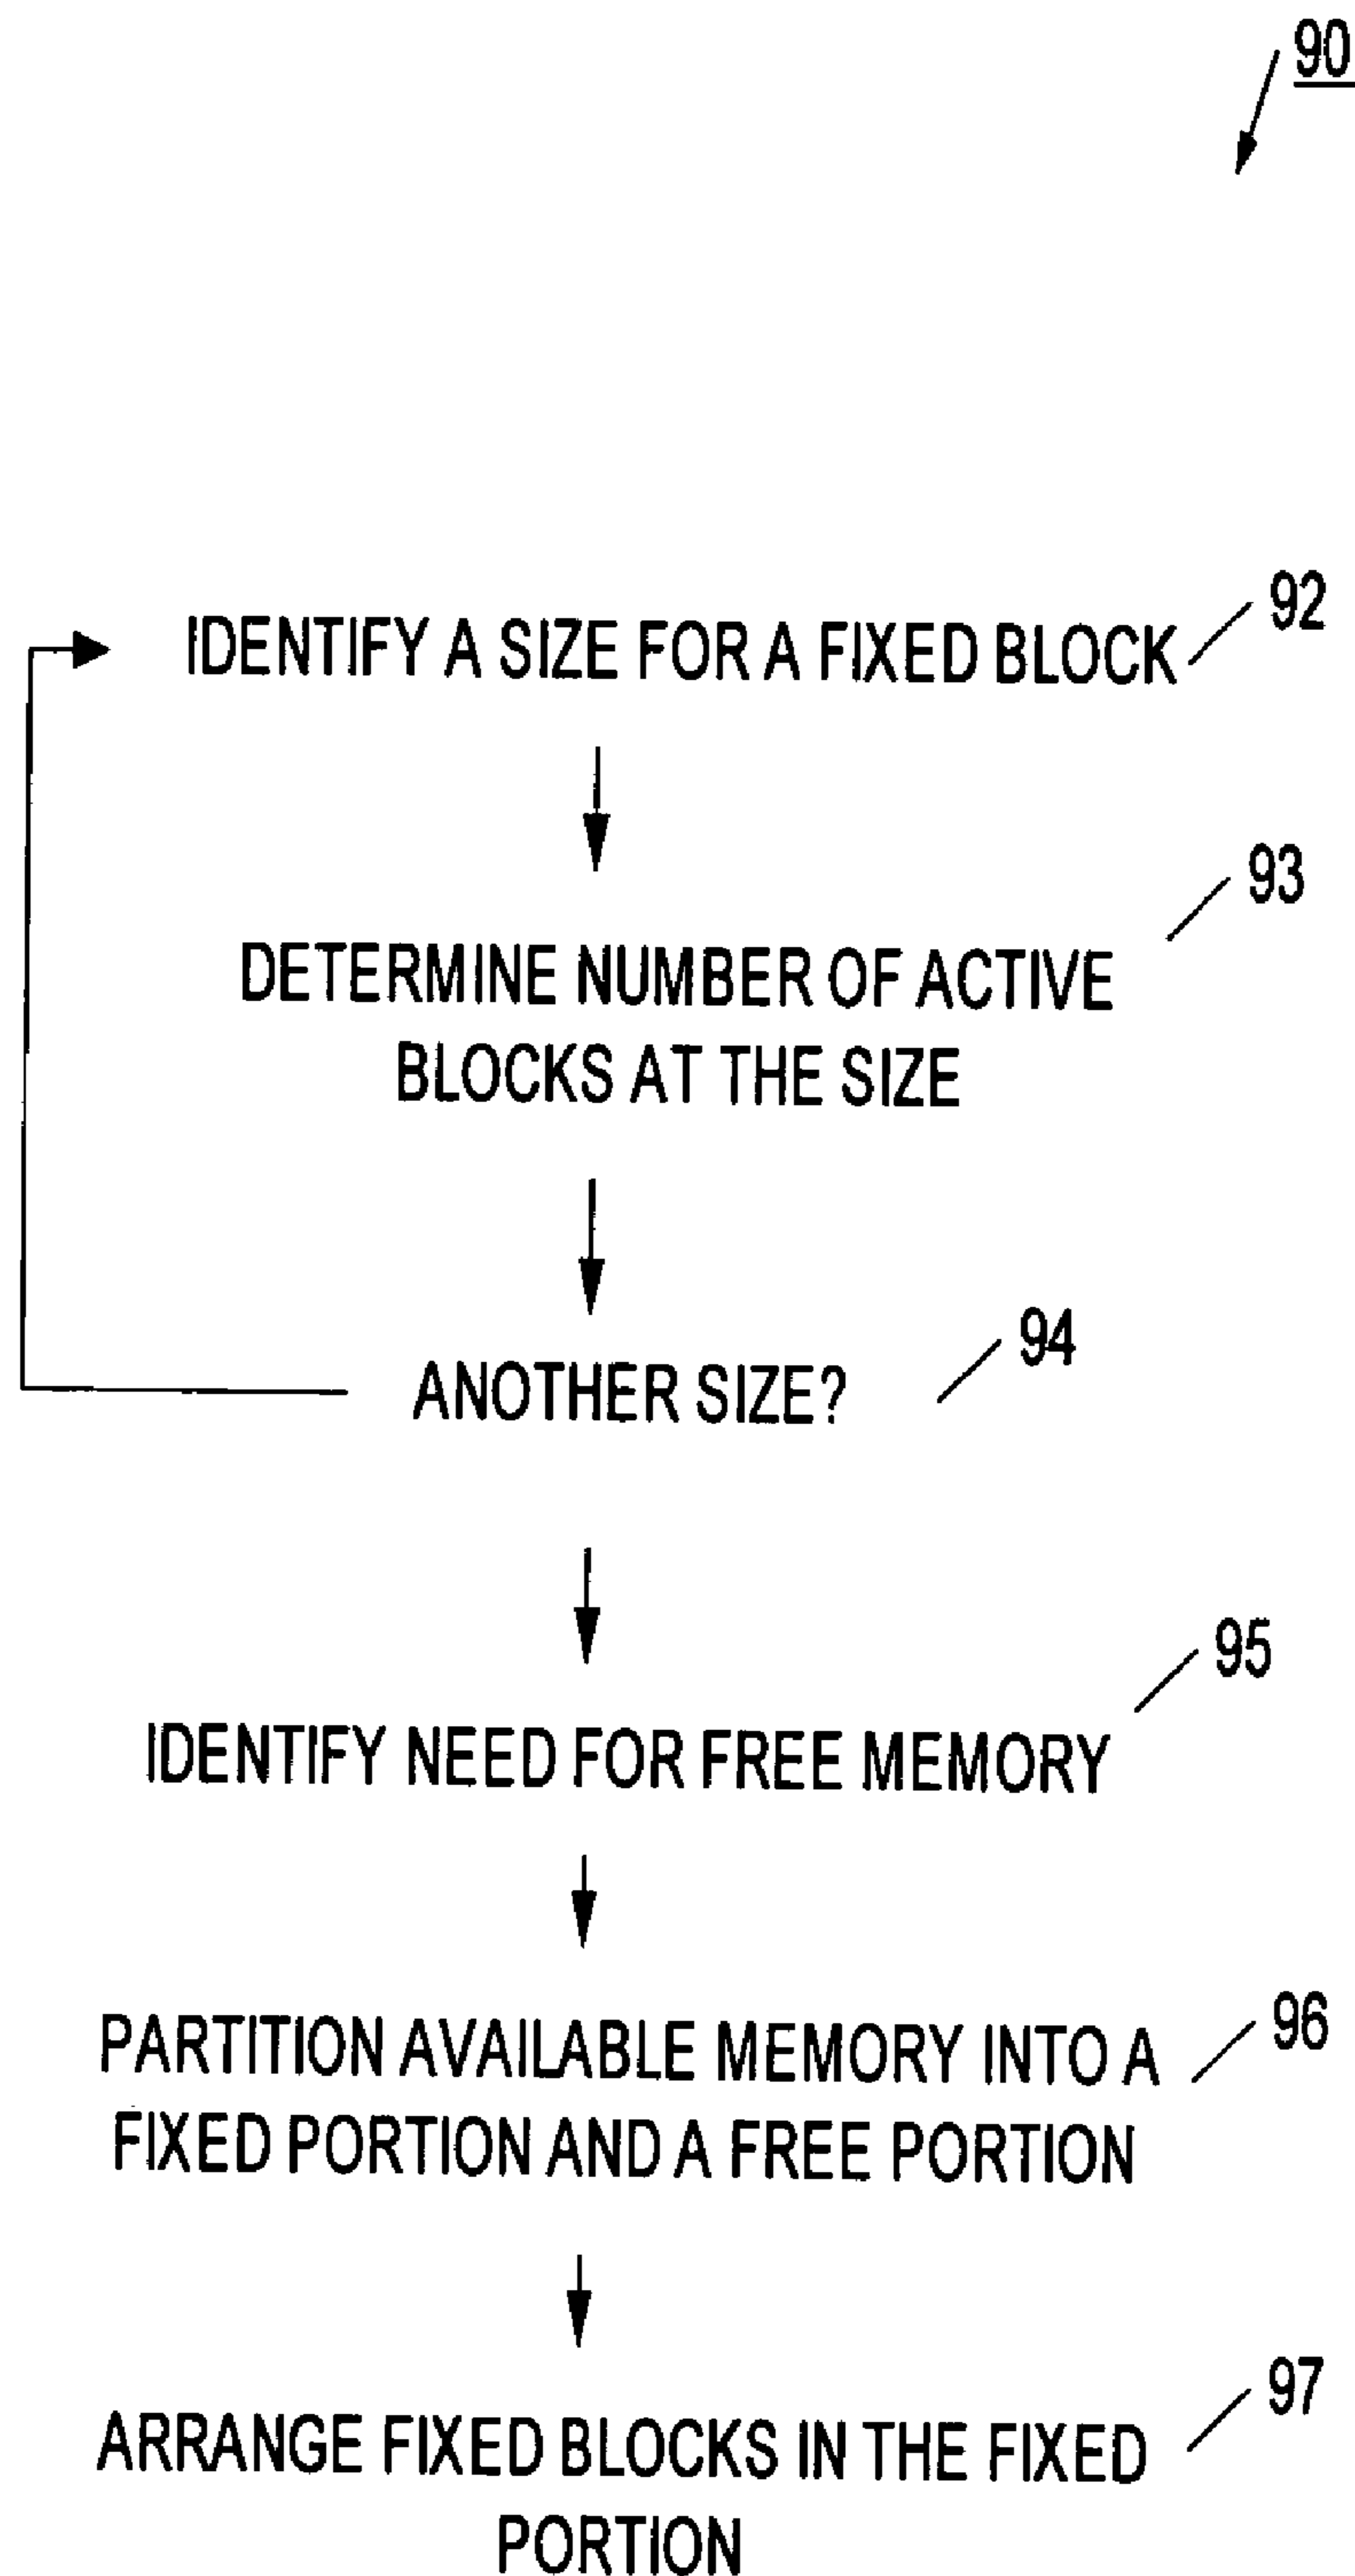 90
IDENTIFY A SIZE FOR A FIXED BLOCK
92
93
DETERMINE NUMBER OF ACTIVE
BLOCKS AT THE SIZE
94
ANOTHER SIZE?
95
IDENTIFY NEED FOR FREE MEMORY
96
PARTITION AVAILABLE MEMORY INTO A
FIXED PORTION AND A FREE PORTION
97
ARRANGE FIXED BLOCKS IN THE FIXED
PORTION